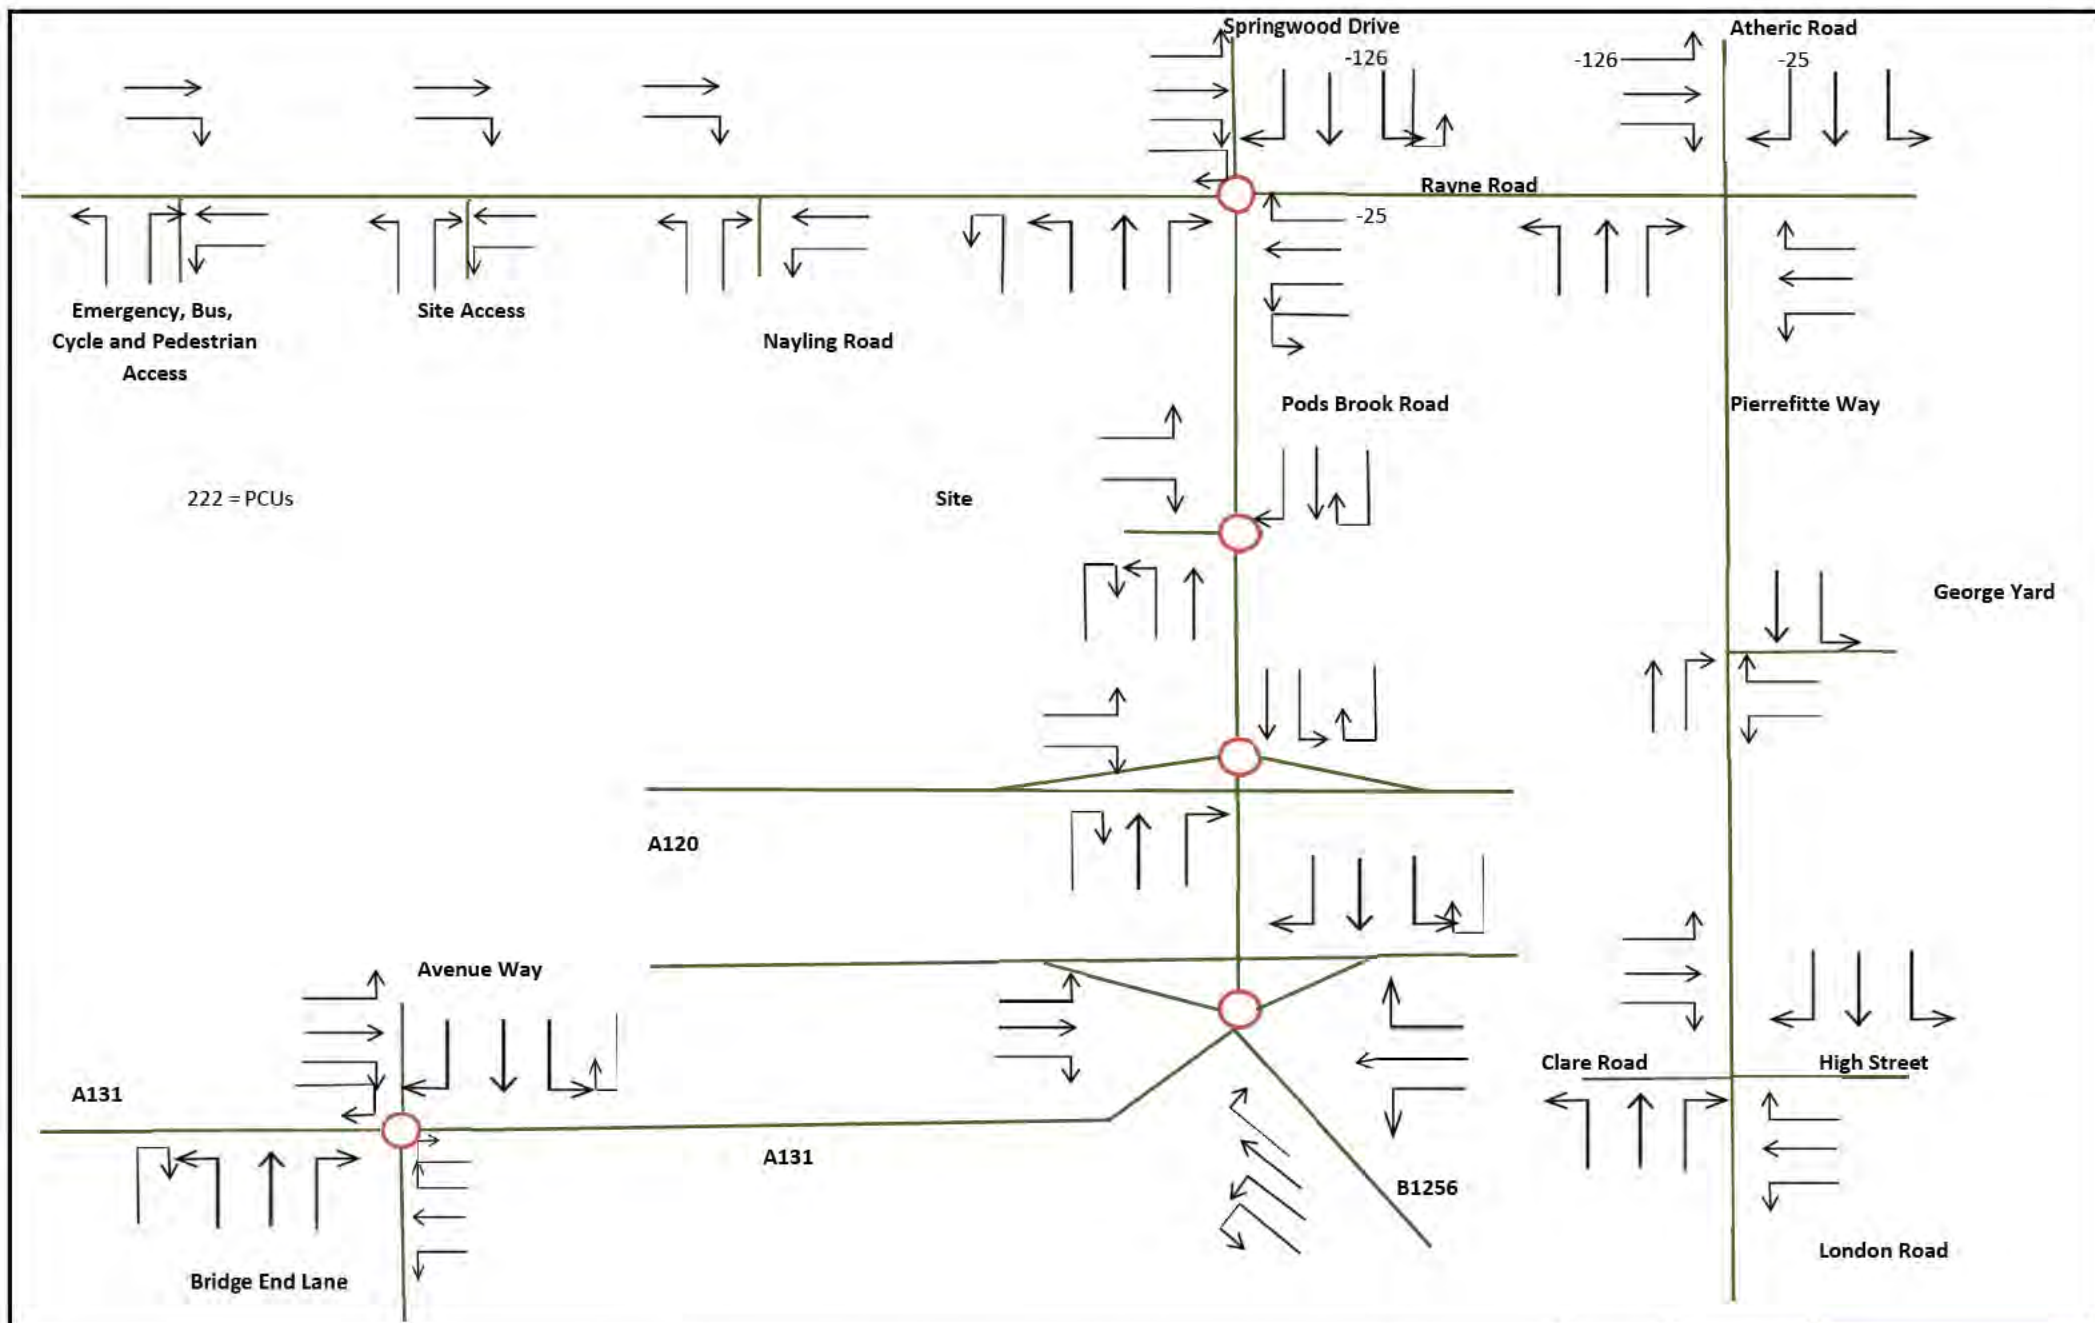 Springwood Drive
Atheric Road
-126
-126
-25
Rayne Road
-25
Emergency, Bus,
Cycle and Pedestrian
Access
Site Access
Nayling Road
Pods Brook Road
Pierrefitte Way
222 = PCUs
Site
George Yard
A120
Avenue Way
Clare Road
High Street
A131
A131
B1256
London Road
Bridge End Lane